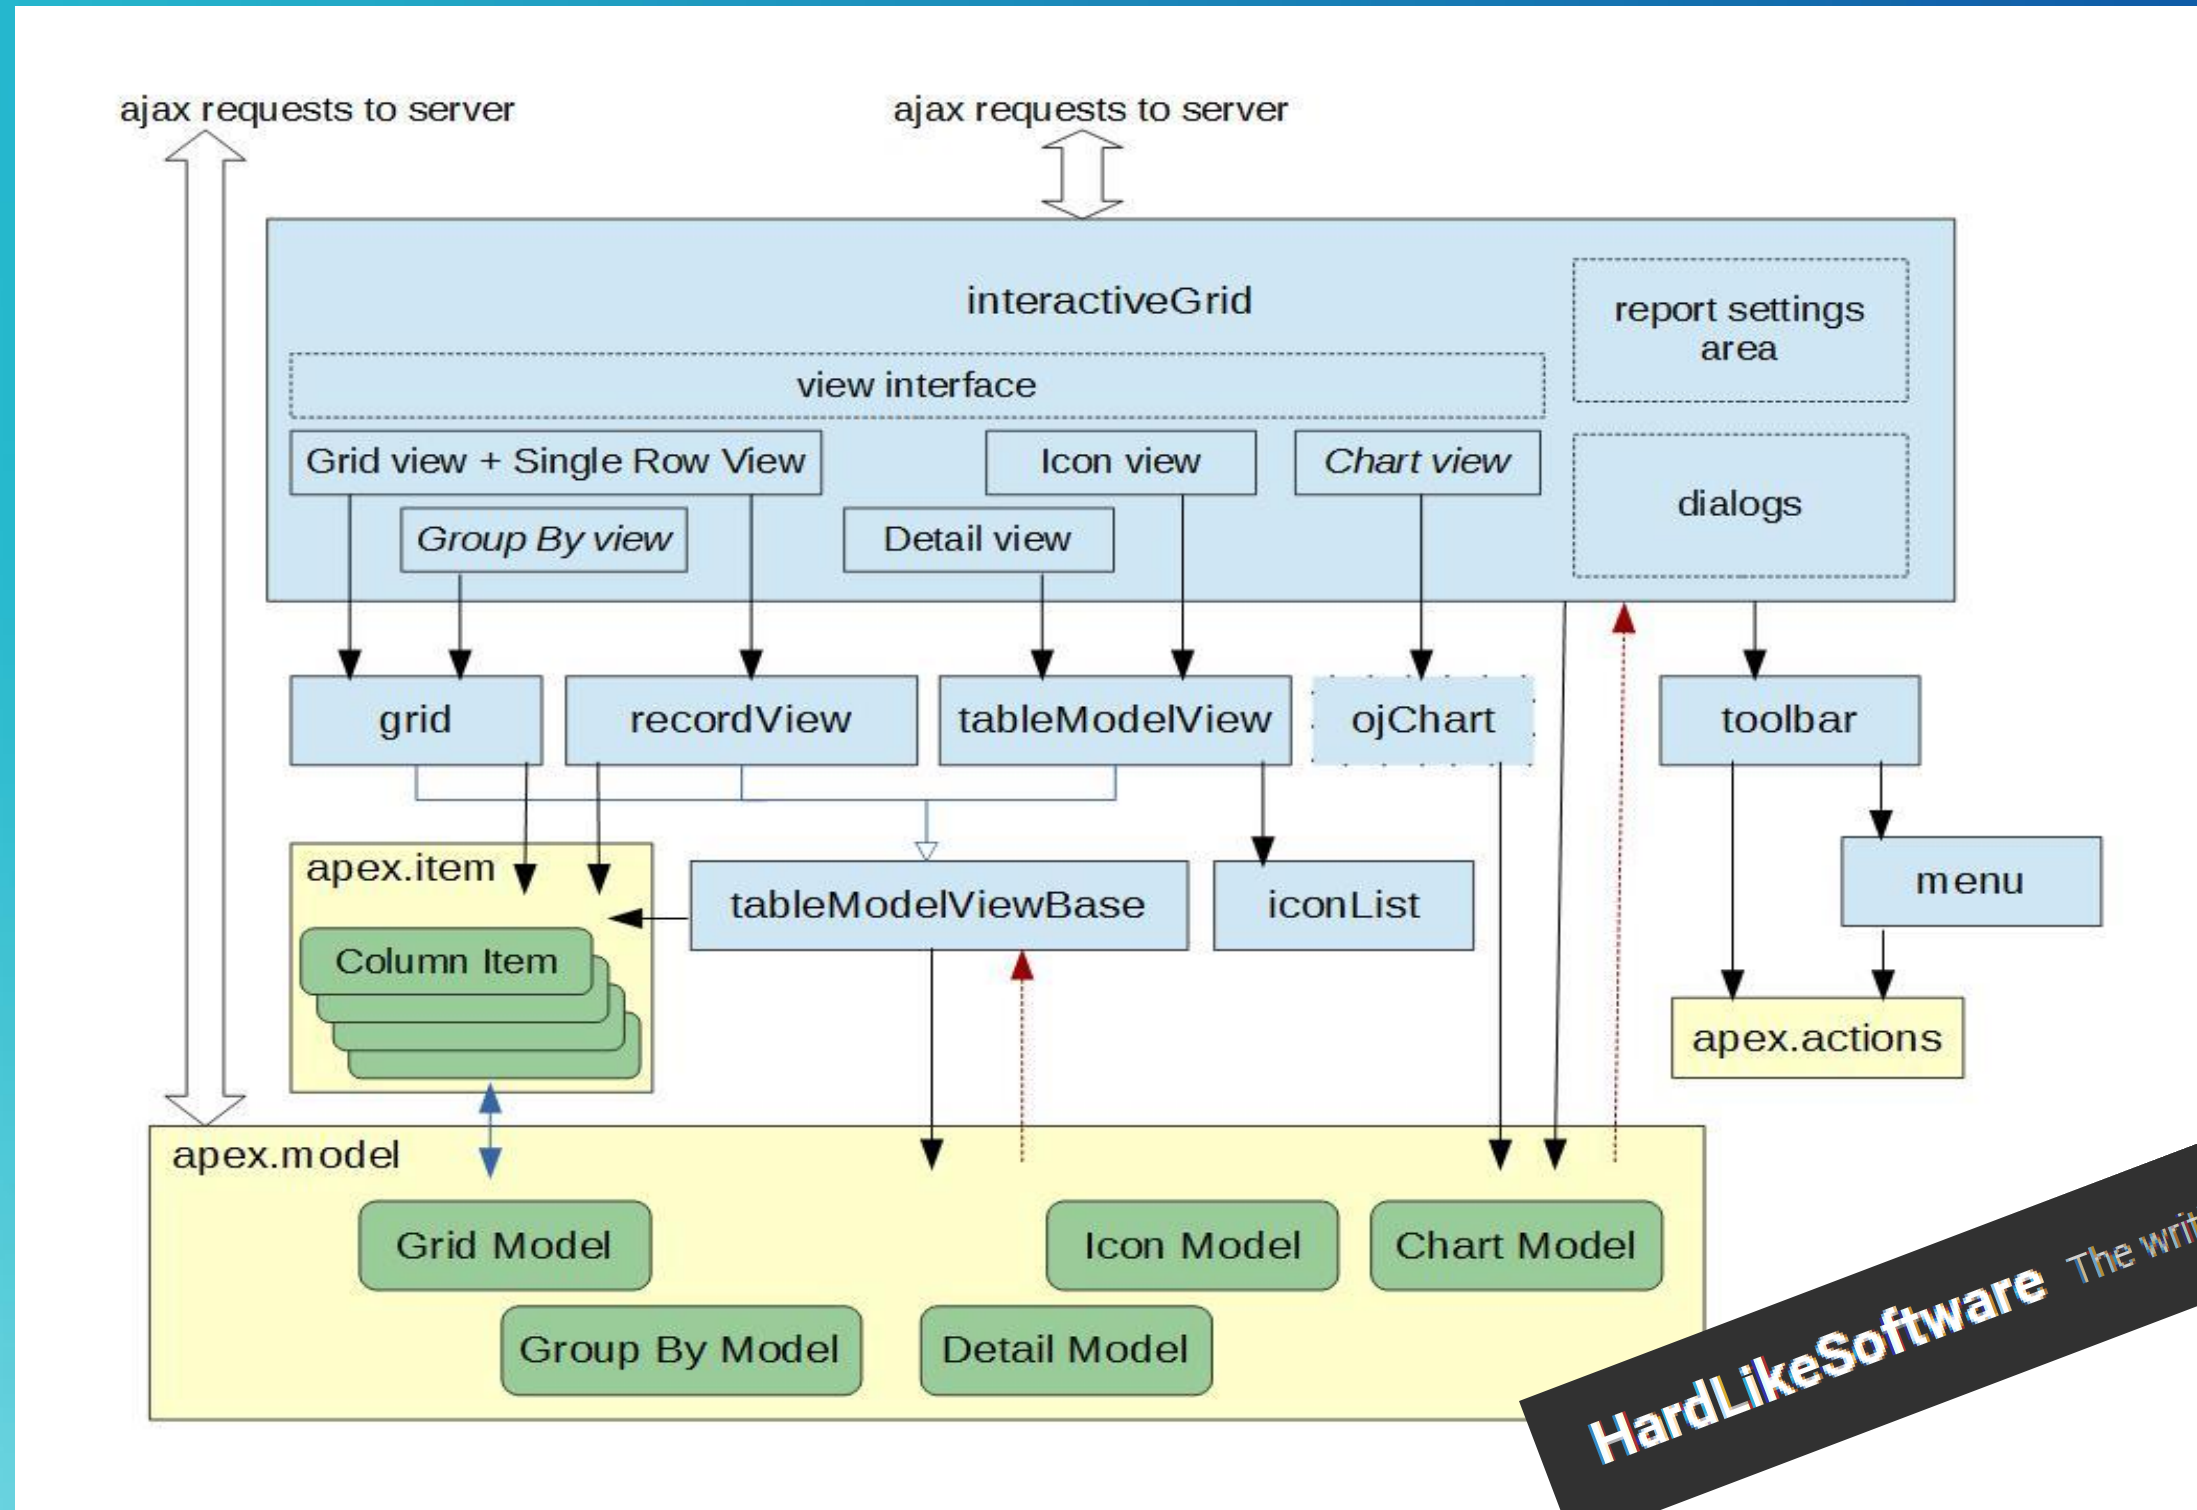 ajax requests to server
ajax requests to server
interactiveGrid
report settings
area
view interface
Grid view + Single Row View
Icon view
Chart view
dialogs
Group By view
Detail view
grid
recordView
tableModelView
ojChart
toolbar
apex.item
tableModelViewBase
iconList
menu
Column Item
apex.actions
apex.model
Grid Model
Icon Model
Chart Model
Group By Model
Detail Model
HardLikeSoftware The